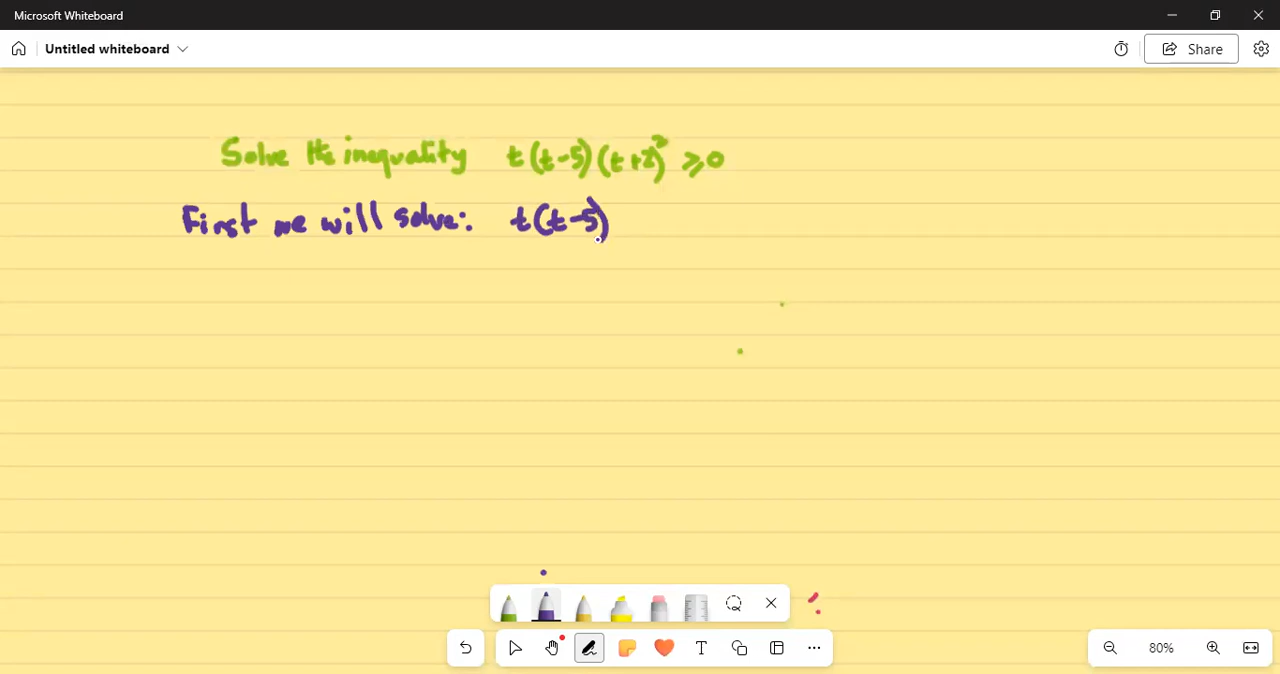 Microsoft Whiteboard
Untitled whiteboard
Share
Solve the inequality t(t-5)(t+2)² ≥ 0
First we will solve: t(t-5)
80%